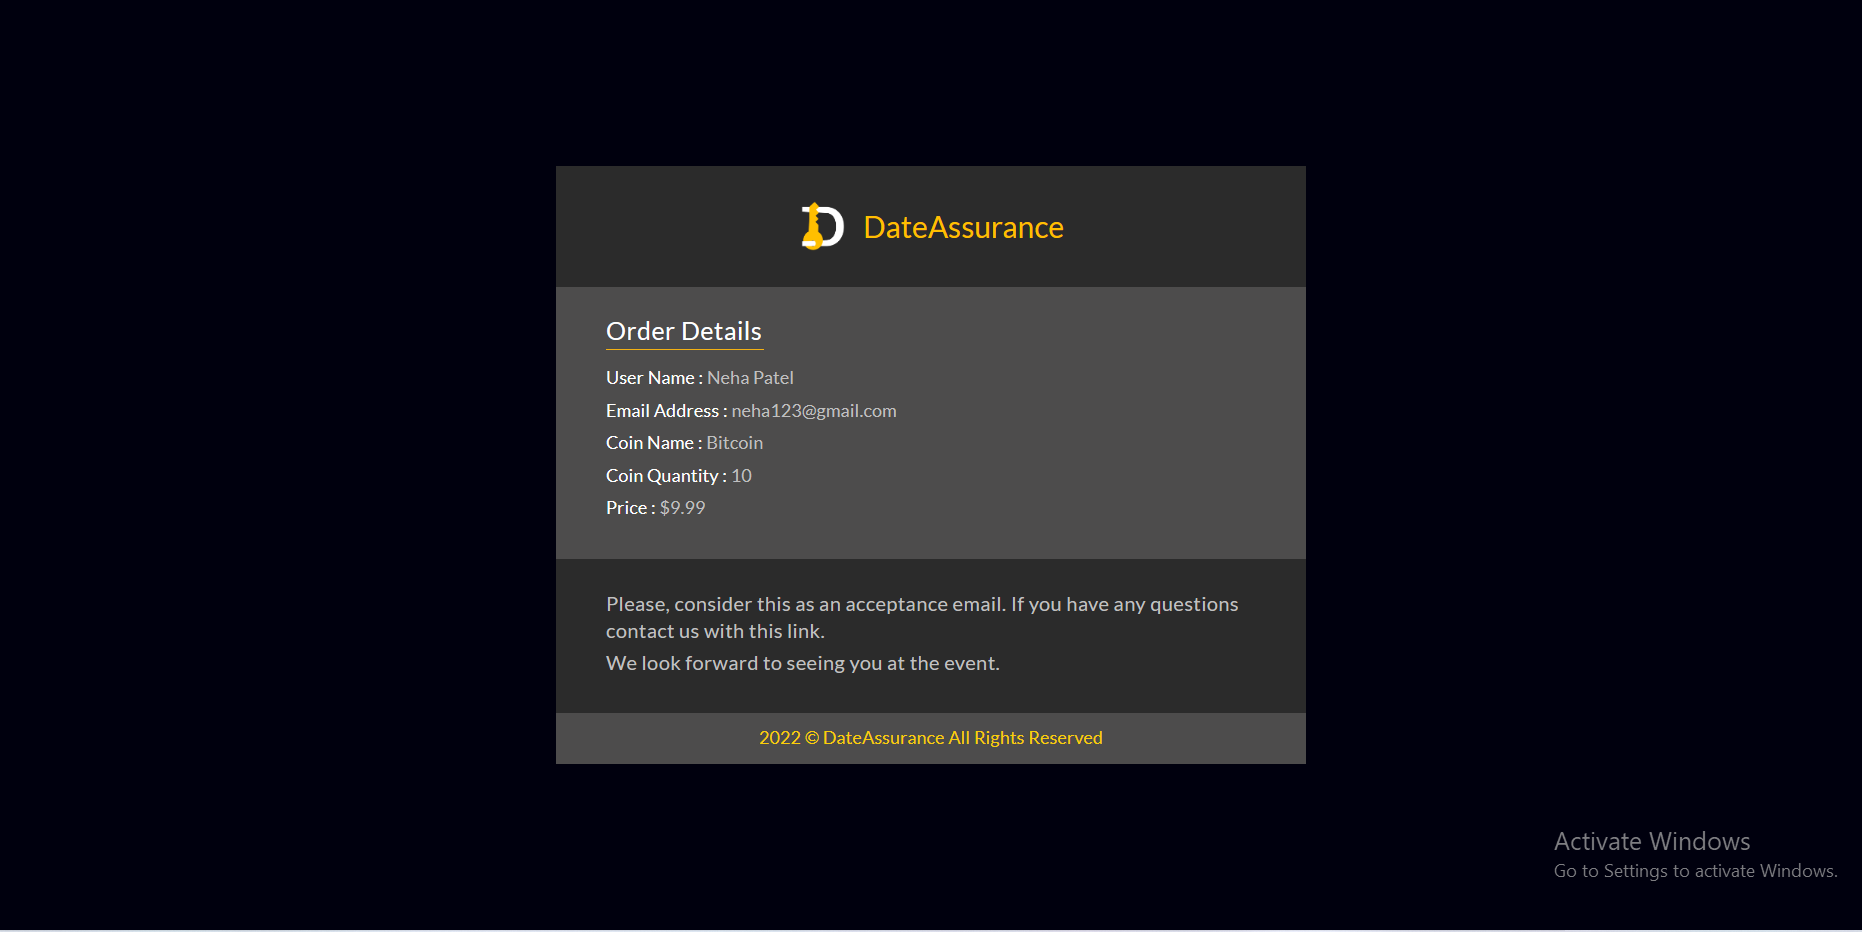 DateAssurance
Order Details
User Name : Neha Patel
Email Address : neha123@gmail.com
Coin Name : Bitcoin
Coin Quantity : 10
Price : $9.99
Please, consider this as an acceptance email. If you have any questions
contact us with this link.
We look forward to seeing you at the event.
2022 © DateAssurance All Rights Reserved
Activate Windows
Go to Settings to activate Windows.